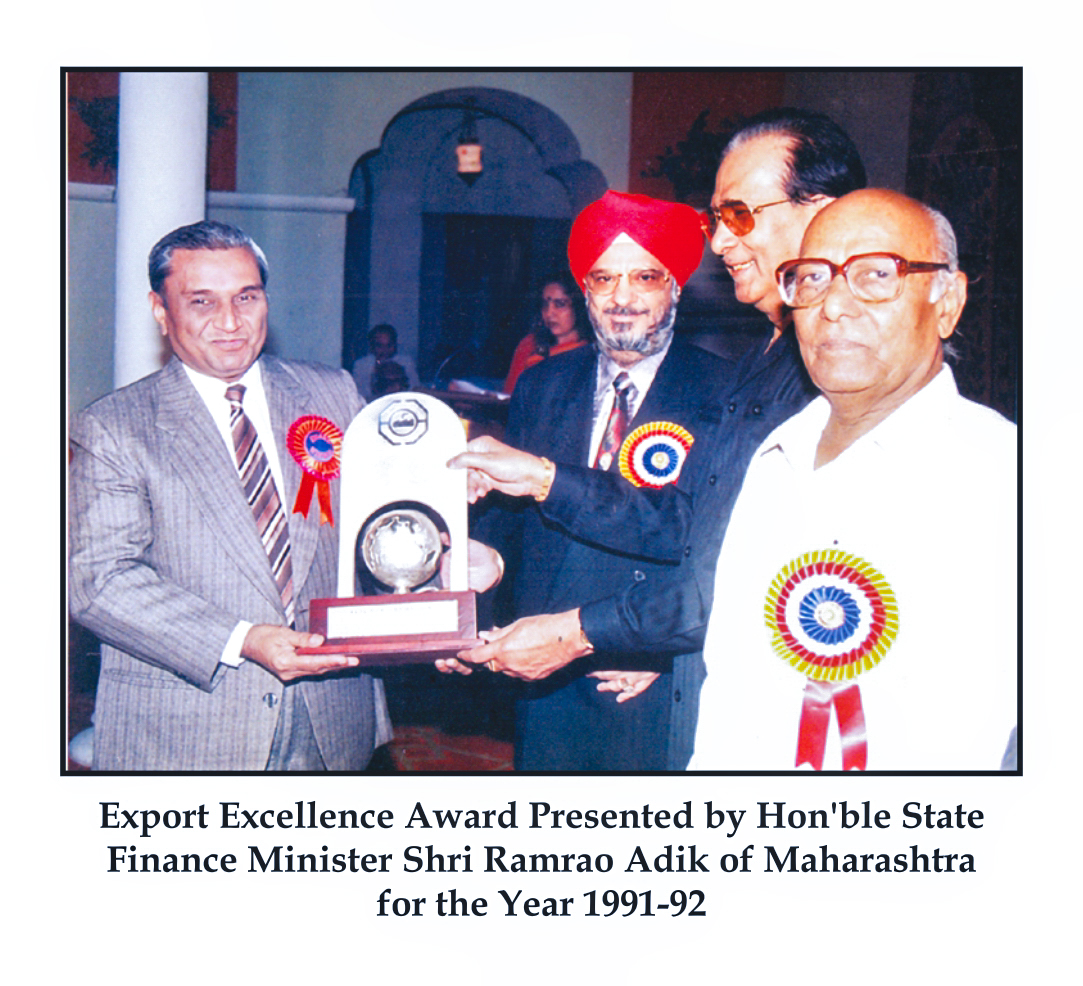 Export Excellence Award Presented by Hon'ble State
Finance Minister Shri Ramrao Adik of Maharashtra
for the Year 1991-92